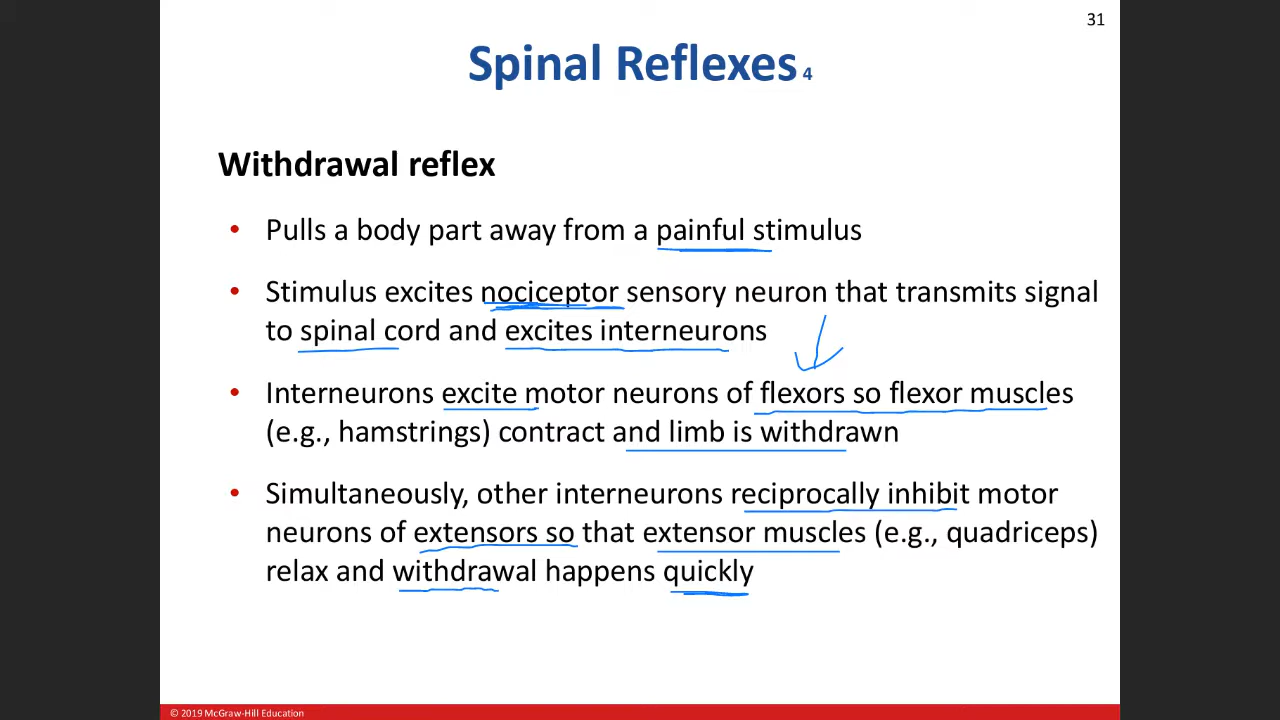 31
Spinal Reflexes 4
Withdrawal reflex
• Pulls a body part away from a painful stimulus
• Stimulus excites nociceptor sensory neuron that transmits signal
to spinal cord and excites interneurons
• Interneurons excite motor neurons of flexors so flexor muscles
(e.g., hamstrings) contract and limb is withdrawn
• Simultaneously, other interneurons reciprocally inhibit motor
neurons of extensors so that extensor muscles (e.g., quadriceps)
relax and withdrawal happens quickly
© 2019 McGraw-Hill Education